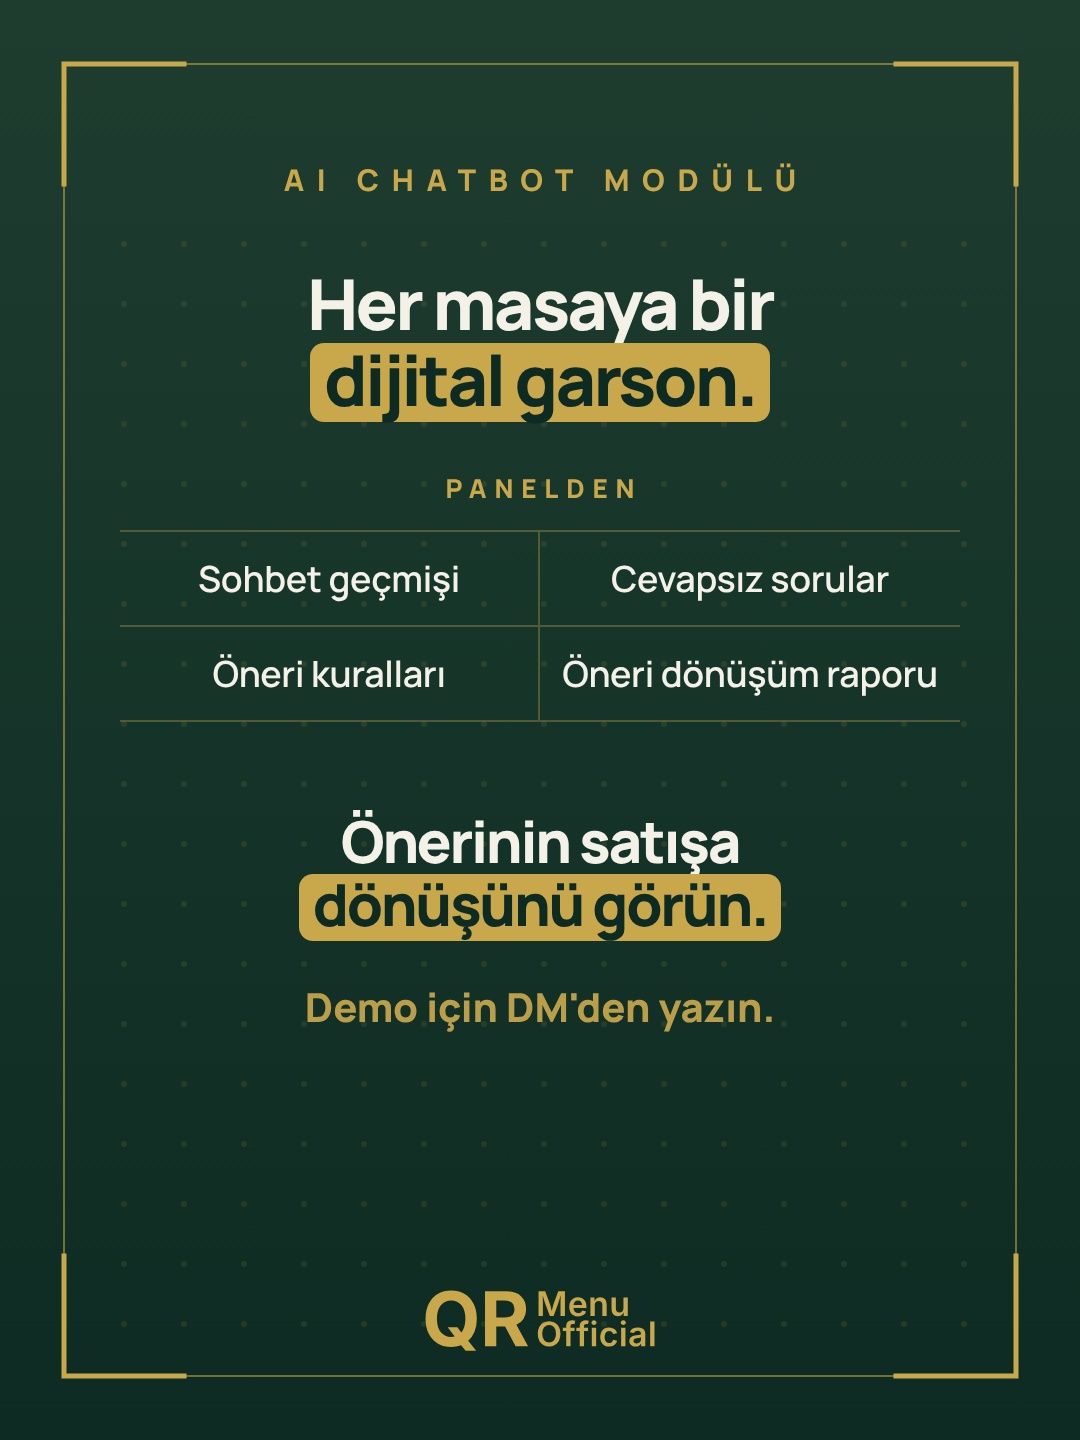 AI CHATBOT MODÜLÜ
Her masaya bir
dijital garson.
PANELDEN
Sohbet geçmişi
Cevapsız sorular
Öneri kuralları
Öneri dönüşüm raporu
Önerinin satışa
dönüşünü görün.
Demo için DM'den yazın.
QR Menu
Official